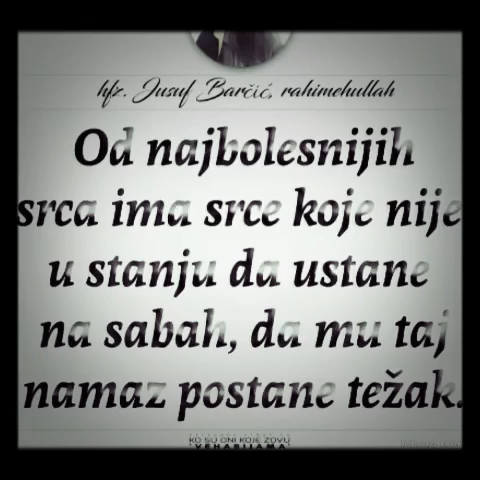 hfz. Jusuf Barčić, rahimehullah
Od najbolesnijih
srca ima srce koje nije
u stanju da ustane
na sabah, da mu taj
namaz postane težak.
KO SU ONI KOJE ZOVU
"VEHABIJAMA"